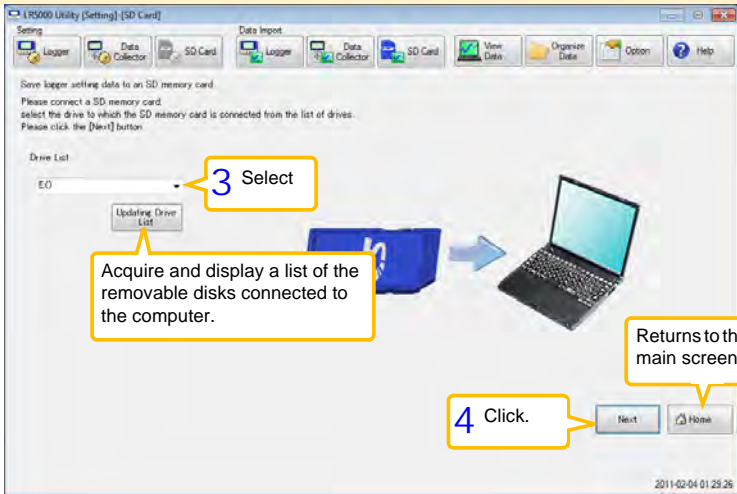 LR5000 Utility [Setting]-[SD Card]
Setting
Data Import
Logger
Data Collector
SD Card
Logger
Data Collector
SD Card
View Data
Organize Data
Option
Help
Save logger setting data to an SD memory card
Please connect a SD memory card.
select the drive to which the SD memory card is connected from the list of drives.
Please click the [Next] button
Drive List
3 Select
Updating Drive
List
Acquire and display a list of the
removable disks connected to
the computer.
Returns to th
main screen
4 Click.
Next
Home
2011-02-04 01:29:26